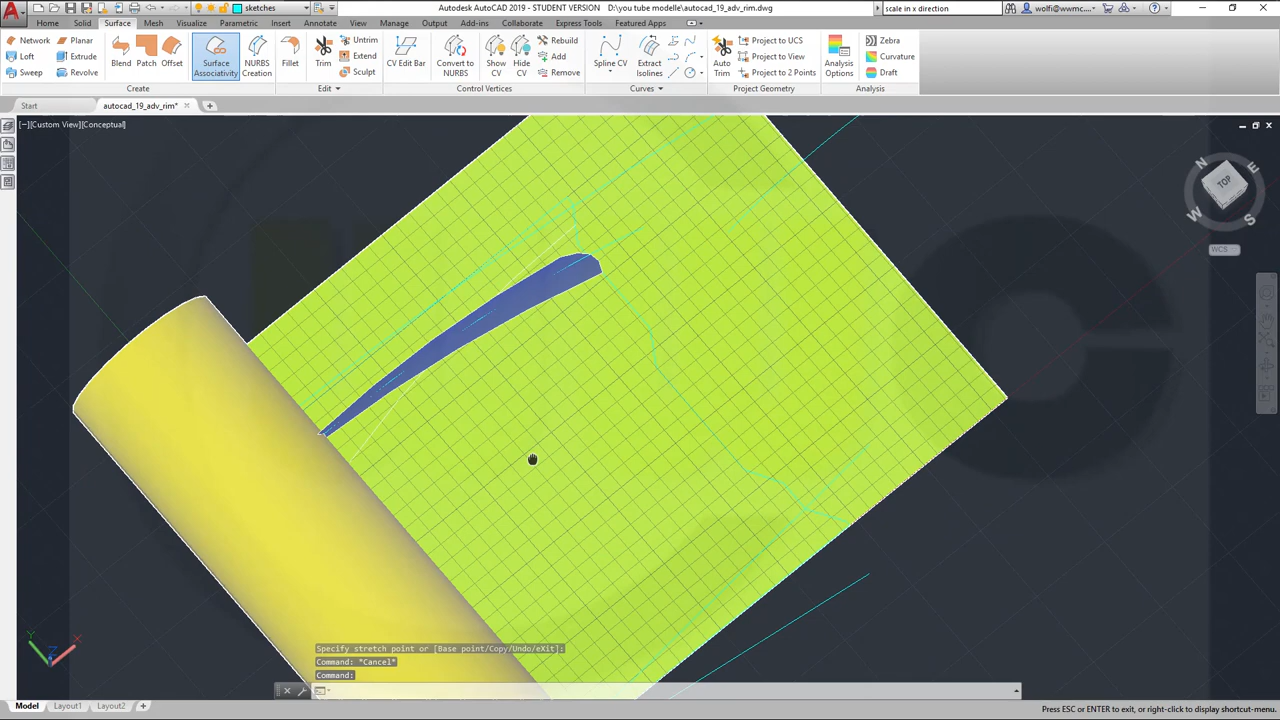 sketches
Autodesk AutoCAD 2019 - STUDENT VERSION D:\you tube modelle\autocad_19_adv_rim.dwg
scale in x direction
wolfi@wwmc...
Home Solid Surface Mesh Visualize Parametric Insert Annotate View Manage Output Add-ins Collaborate Express Tools Featured Apps
Network Planar Untrim Rebuild Project to UCS Zebra
Loft Extrude Extend Add Project to View Curvature
Sweep Revolve Sculpt Remove Project to 2 Points Draft
Blend Patch Offset Surface Associativity NURBS Creation Fillet Trim CV Edit Bar Convert to NURBS Show CV Hide CV Spline CV Extract Isolines Auto Trim Analysis Options
Create Edit Control Vertices Curves Project Geometry Analysis
Start autocad_19_adv_rim*
[−][Custom View][Conceptual]
N E
TOP
W S
WCS
Y X
Z
Specify stretch point or [Base point/Copy/Undo/eXit]:
Command: *Cancel*
Command:
Model Layout1 Layout2 +
Press ESC or ENTER to exit, or right-click to display shortcut-menu.